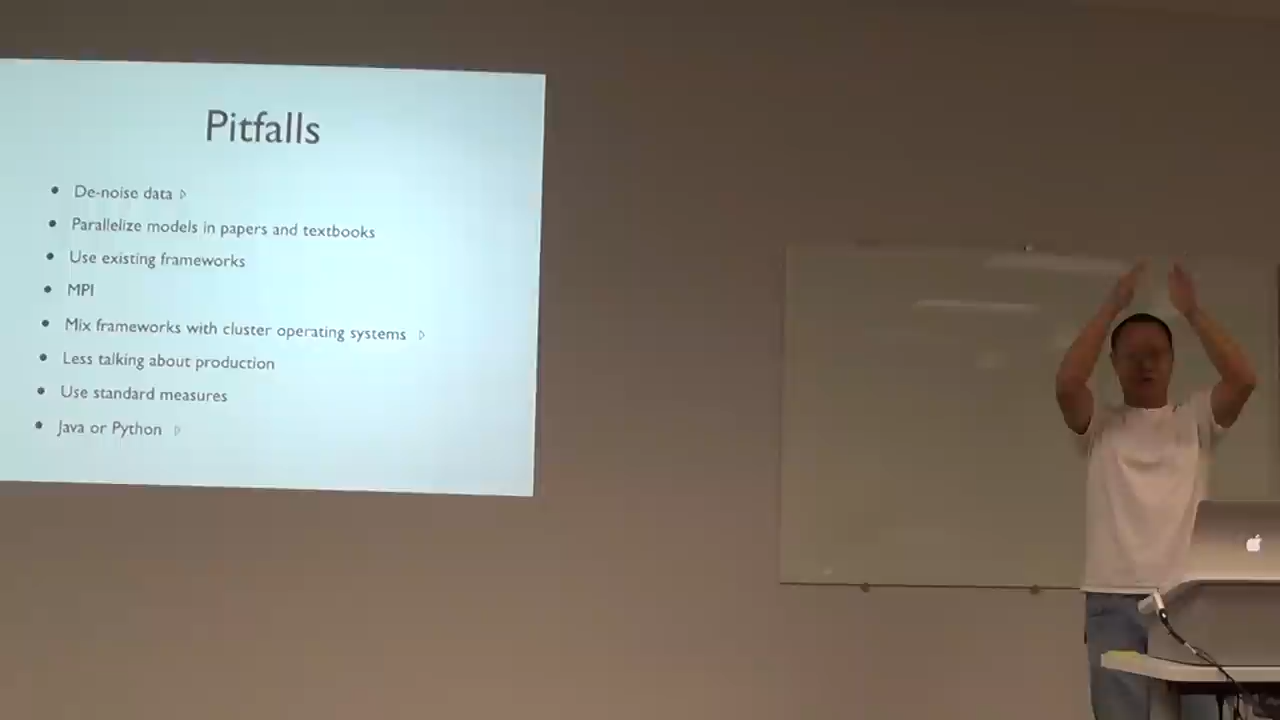 Pitfalls
De-noise data
Parallelize models in papers and textbooks
Use existing frameworks
MPI
Mix frameworks with cluster operating systems
Less talking about production
Use standard measures
Java or Python